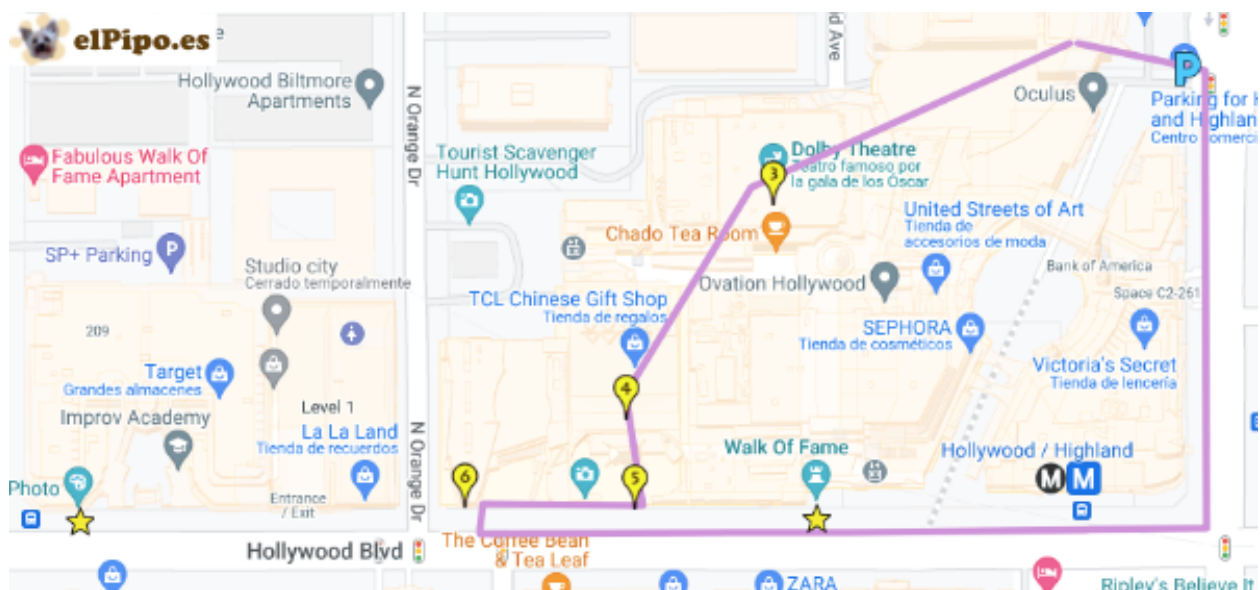 elPipo.es
Hollywood Biltmore
Apartments
N Orange Dr
Ave
Oculus
Parking for H
and Highlan
Centro comerci
Fabulous Walk Of
Fame Apartment
Tourist Scavenger
Hunt Hollywood
Dolby Theatre
Teatro famoso por
la gala de los Óscar
3
P
SP+ Parking
P
Chado Tea Room
United Streets of Art
Tienda de
accesorios de moda
Studio city
Cerrado temporalmente
Ovation Hollywood
Bank of America
Space C2-261
TCL Chinese Gift Shop
Tienda de regalos
209
SEPHORA
Tienda de cosméticos
Target
Grandes almacenes
Victoria's Secret
Tienda de lencería
4
Improv Academy
Level 1
La La Land
Tienda de recuerdos
N Orange Dr
Walk Of Fame
Hollywood / Highland
M
M
Photo
6
5
Entrance
/ Exit
Hollywood Blvd
The Coffee Bean
& Tea Leaf
ZARA
Ripley's Believe It